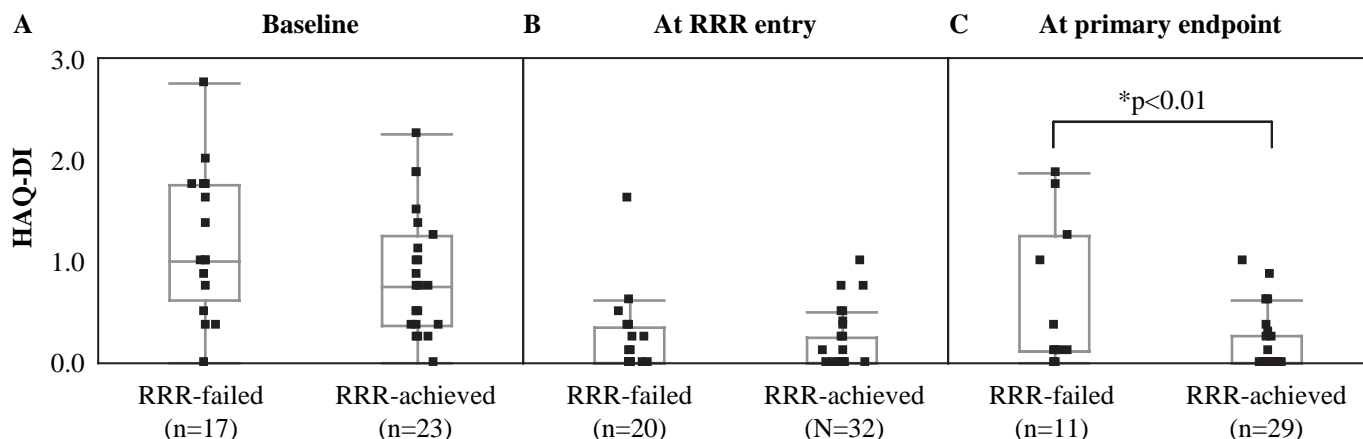 A Baseline B At RRR entry C At primary endpoint
3.0
*p<0.01
2.0
HAQ-DI
1.0
0.0
RRR-failed RRR-achieved RRR-failed RRR-achieved RRR-failed RRR-achieved
(n=17) (n=23) (n=20) (N=32) (n=11) (n=29)